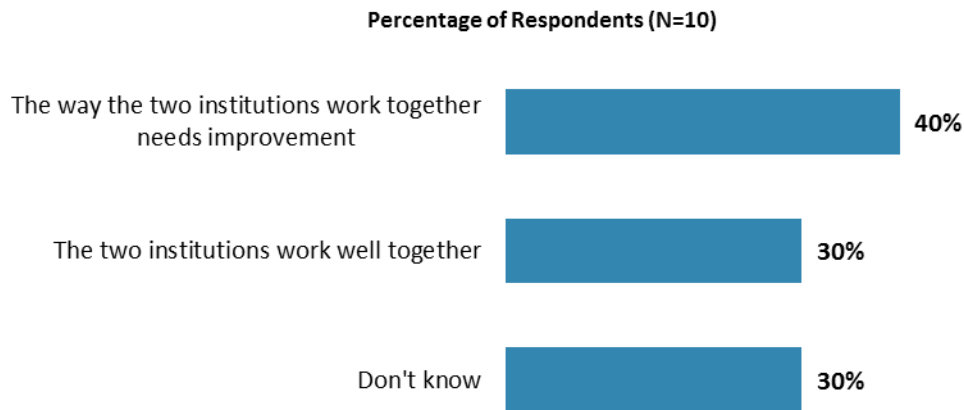 Percentage of Respondents (N=10)
The way the two institutions work together
needs improvement
40%
The two institutions work well together
30%
Don't know
30%